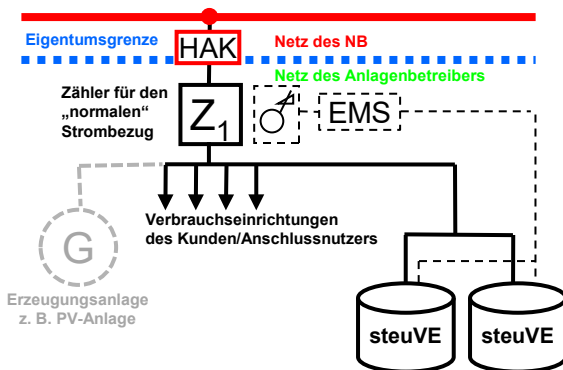 Eigentumsgrenze
HAK
Netz des NB
Netz des Anlagenbetreibers
Zähler für den
„normalen“
Strombezug
Z1
EMS
Verbrauchseinrichtungen
des Kunden/Anschlussnutzers
G
Erzeugungsanlage
z. B. PV-Anlage
steuVE
steuVE